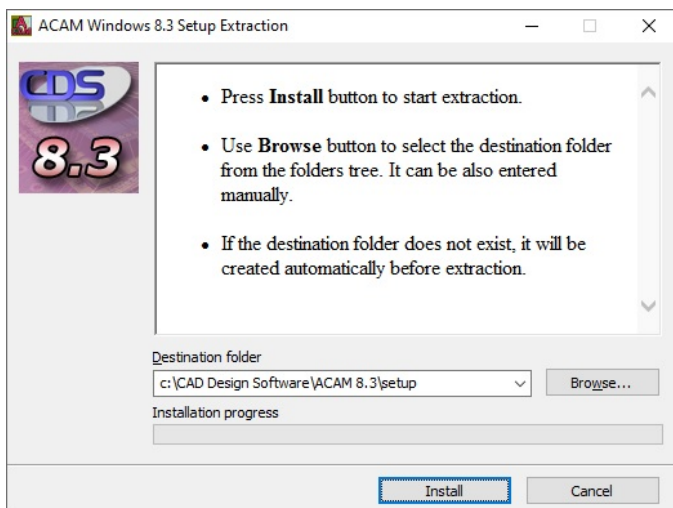 ACAM Windows 8.3 Setup Extraction
CDS
8.3
• Press Install button to start extraction.
• Use Browse button to select the destination folder
from the folders tree. It can be also entered
manually.
• If the destination folder does not exist, it will be
created automatically before extraction.
Destination folder
c:\CAD Design Software\ACAM 8.3\setup
Browse...
Installation progress
Install
Cancel